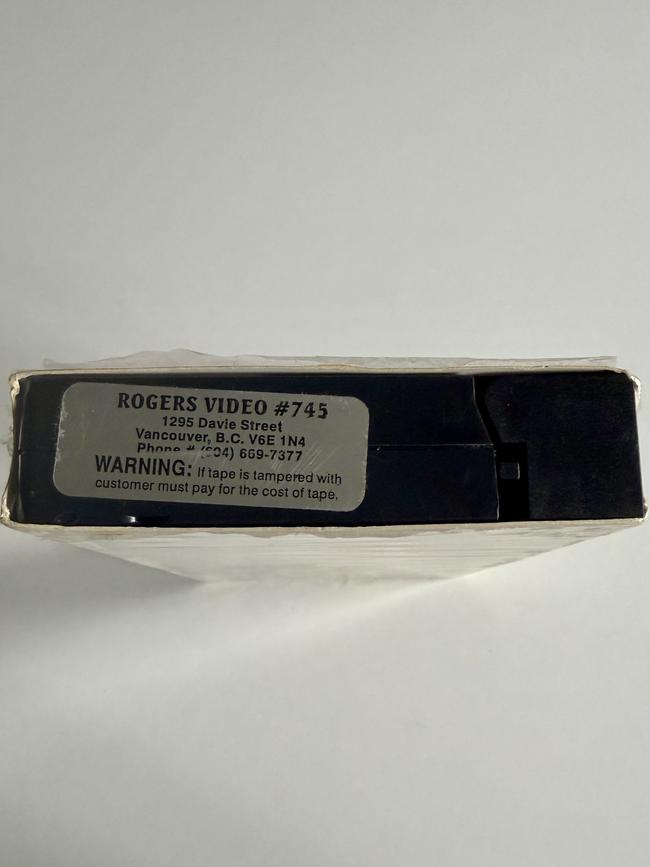 ROGERS VIDEO #745
1295 Davie Street
Vancouver, B.C. V6E 1N4
Phone # (604) 669-7377
WARNING: If tape is tampered with
customer must pay for the cost of tape,